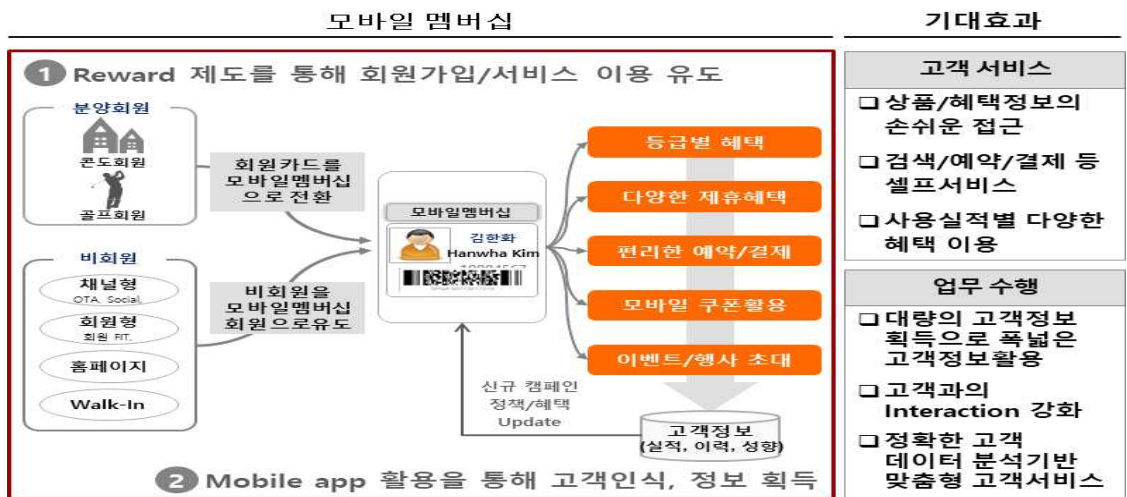 모바일 멤버십
기대효과
1 Reward 제도를 통해 회원가입/서비스 이용 유도
분양회원
콘도회원
골프회원
회원카드를
모바일멤버십
으로 전환
비회원
채널형
OTA, Social,
회원형
회원 FIT,
홈페이지
Walk-In
비회원을
모바일멤버십
회원으로유도
모바일멤버십
김한화
Hanwha Kim
등급별 혜택
다양한 제휴혜택
편리한 예약/결제
모바일 쿠폰활용
이벤트/행사 초대
신규 캠페인
정책/혜택
Update
고객정보
(실적, 이력, 성향)
2 Mobile app 활용을 통해 고객인식, 정보 획득
고객 서비스
상품/혜택정보의
손쉬운 접근
검색/예약/결제 등
셀프서비스
사용실적별 다양한
혜택 이용
업무 수행
대량의 고객정보
획득으로 폭넓은
고객정보활용
고객과의
Interaction 강화
정확한 고객
데이터 분석기반
맞춤형 고객서비스